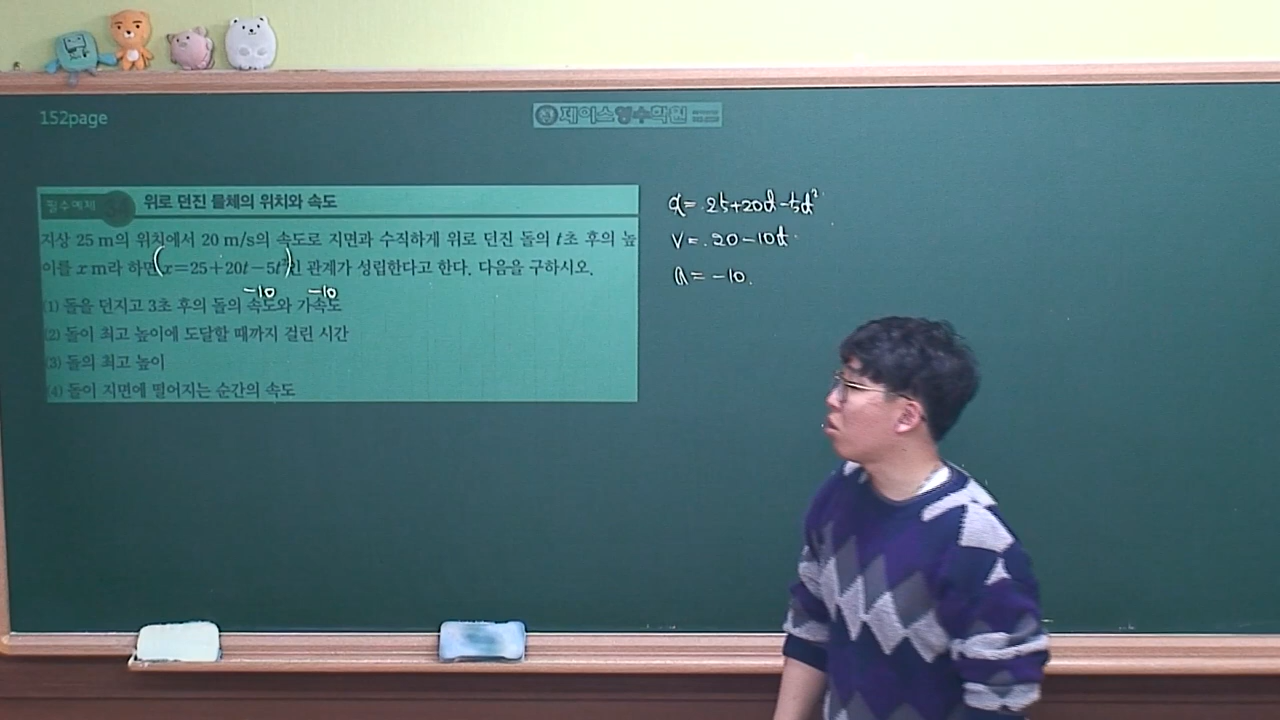 152page
제이스영수학원
필수예제
위로 던진 물체의 위치와 속도
지상 25 m의 위치에서 20 m/s의 속도로 지면과 수직하게 위로 던진 돌의 t초 후의 높
이를 x m라 하면 (x=25+20t-5t²)인 관계가 성립한다고 한다. 다음을 구하시오.
-10 -10
(1) 돌을 던지고 3초 후의 돌의 속도와 가속도
(2) 돌이 최고 높이에 도달할 때까지 걸린 시간
(3) 돌의 최고 높이
(4) 돌이 지면에 떨어지는 순간의 속도
x = 25+20t-5t²
v = 20-10t
a = -10.